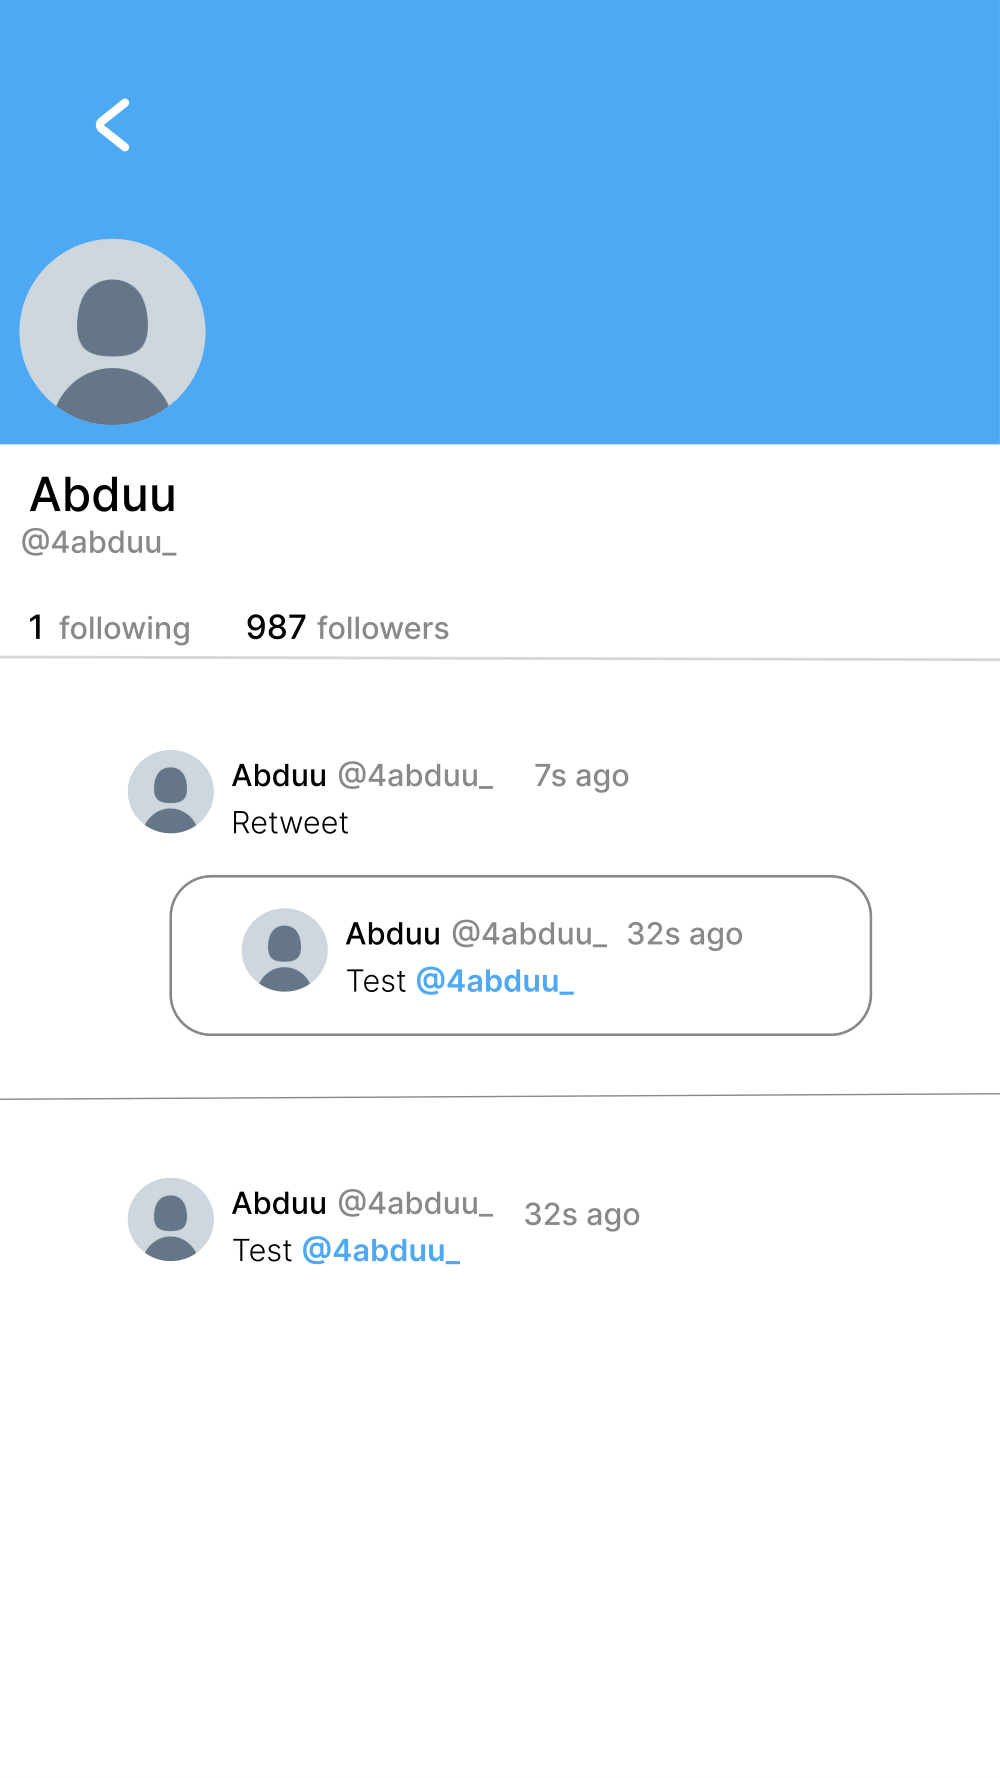 Abduu
@4abduu_
1 following 987 followers
Abduu @4abduu_ 7s ago
Retweet
Abduu @4abduu_ 32s ago
Test @4abduu_
Abduu @4abduu_ 32s ago
Test @4abduu_